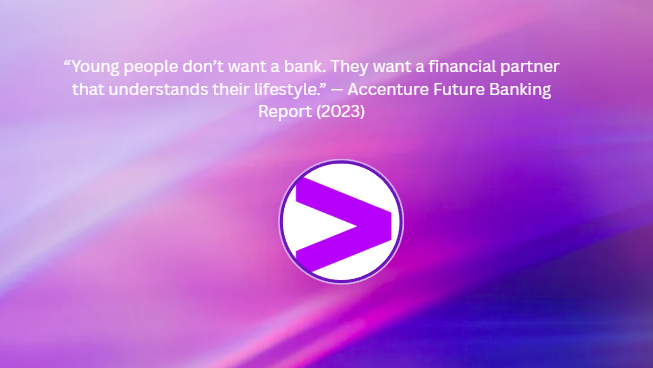 “Young people don’t want a bank. They want a financial partner
that understands their lifestyle.” — Accenture Future Banking
Report (2023)